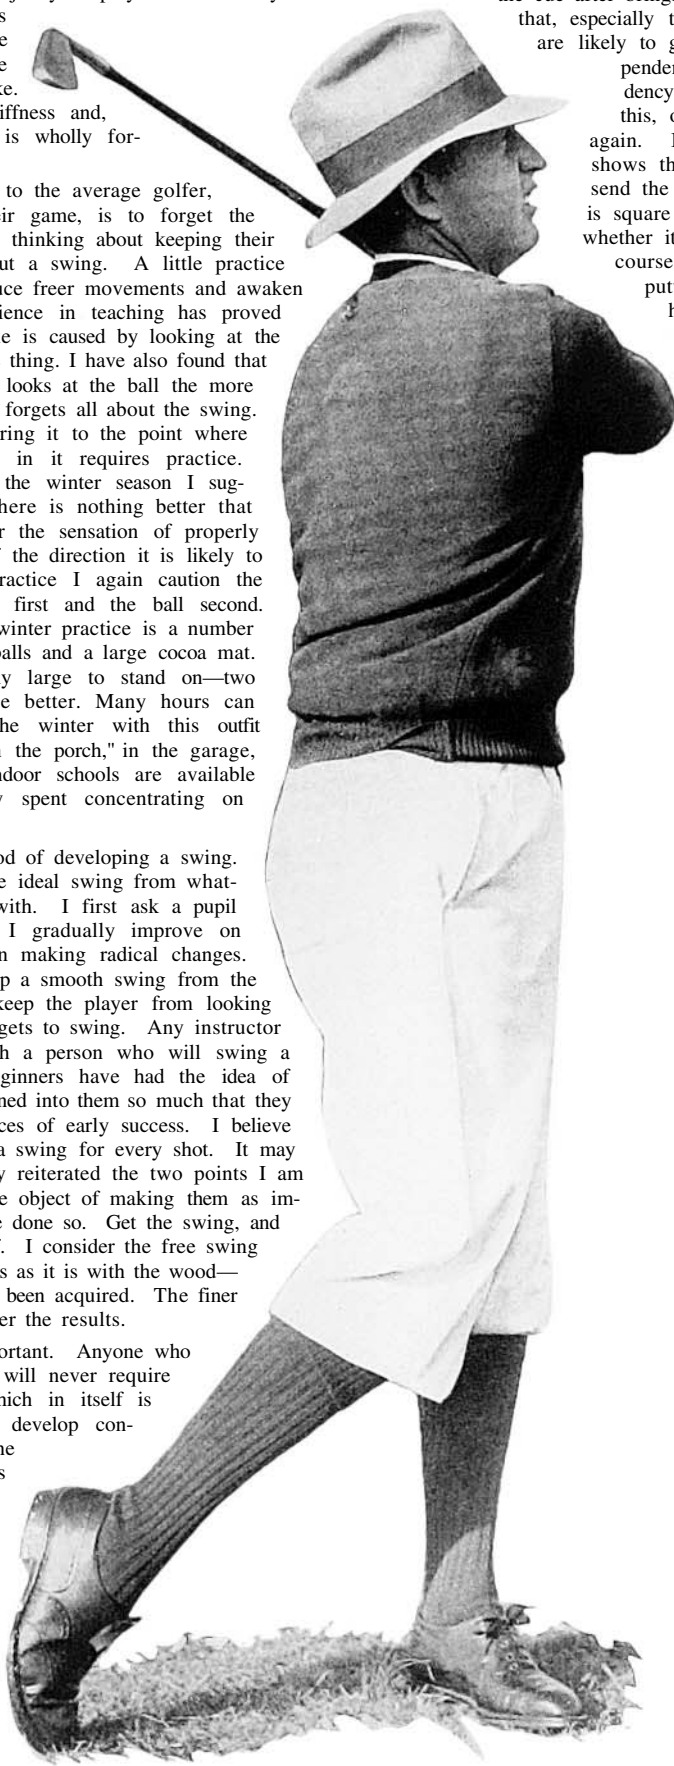 s
e
e
ke.
iffness and,
is wholly for-
to the average golfer,
eir game, is to forget the
thinking about keeping their
ut a swing. A little practice
uce freer movements and awaken
ience in teaching has proved
le is caused by looking at the
thing. I have also found that
looks at the ball the more
forgets all about the swing.
ring it to the point where
in it requires practice.
the winter season I sug-
here is nothing better that
r the sensation of properly
f the direction it is likely to
ractice I again caution the
first and the ball second.
winter practice is a number
balls and a large cocoa mat.
y large to stand on—two
e better. Many hours can
he winter with this outfit
n the porch," in the garage,
ndoor schools are available
y spent concentrating on
od of developing a swing.
e ideal swing from what-
with. I first ask a pupil
I gradually improve on
n making radical changes.
p a smooth swing from the
keep the player from looking
gets to swing. Any instructor
h a person who will swing a
eginners have had the idea of
ned into them so much that they
ces of early success. I believe
a swing for every shot. It may
y reiterated the two points I am
e object of making them as im-
e done so. Get the swing, and
f. I consider the free swing
s as it is with the wood—
been acquired. The finer
er the results.
ortant. Anyone who
will never require
hich in itself is
develop con-
ne
s
that, especially t
are likely to g
pender
dency
this, o
again. I
shows th
send the
is square
whether it
course
put
h